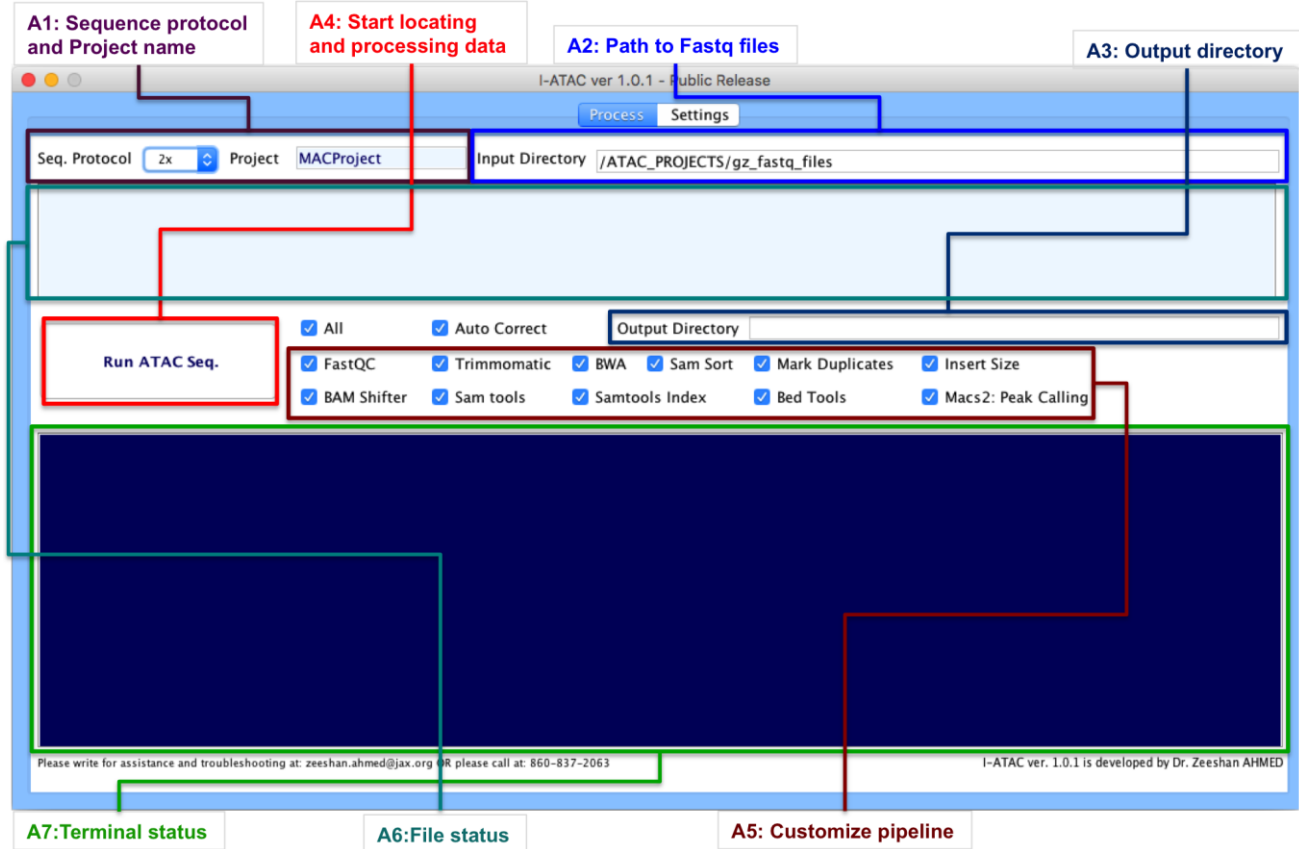 A1: Sequence protocol
and Project name
A4: Start locating
and processing data
A2: Path to Fastq files
A3: Output directory
I-ATAC ver 1.0.1 - Public Release
Process Settings
Seq. Protocol 2x Project MACProject Input Directory /ATAC_PROJECTS/gz_fastq_files
All Auto Correct Output Directory
Run ATAC Seq.
FastQC Trimmomatic BWA Sam Sort Mark Duplicates Insert Size
BAM Shifter Sam tools Samtools Index Bed Tools Macs2: Peak Calling
Please write for assistance and troubleshooting at: zeeshan.ahmed@jax.org OR please call at: 860-837-2063
I-ATAC ver. 1.0.1 is developed by Dr. Zeeshan AHMED
A7:Terminal status
A6:File status
A5: Customize pipeline